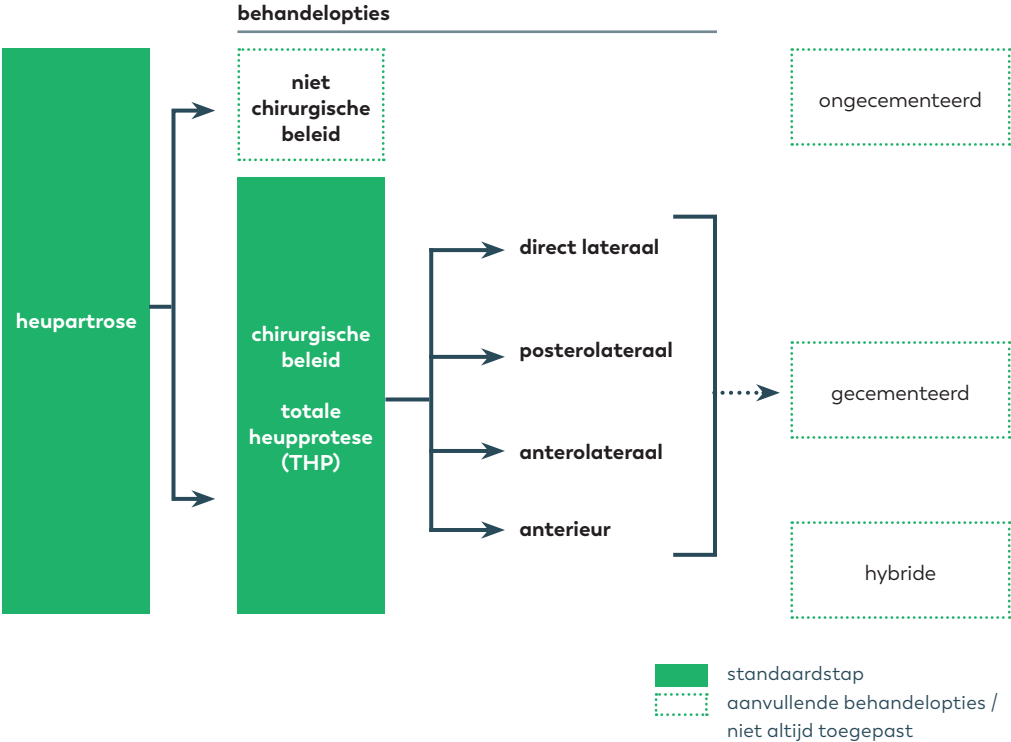 behandelopties
heupartrose
niet
chirurgische
beleid
chirurgische
beleid
totale
heupprotese
(THP)
direct lateraal
posterolateraal
anterolateraal
anterieur
ongecementeerd
gecementeerd
hybride
standaardstap
aanvullende behandelopties /
niet altijd toegepast